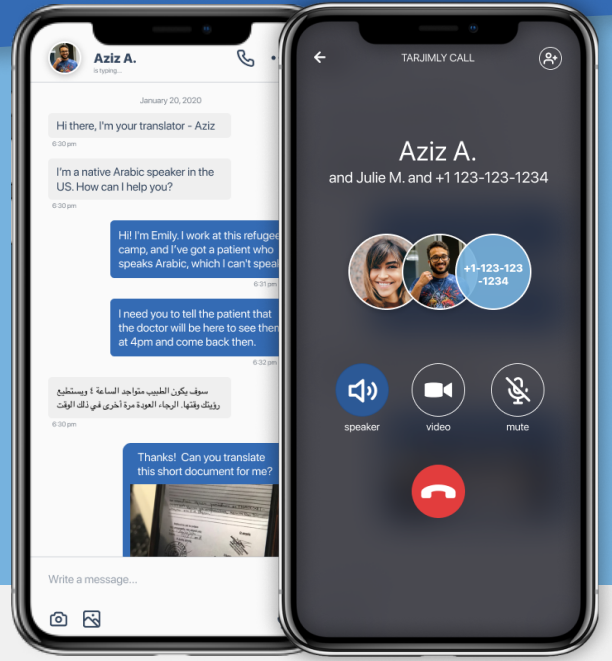 Aziz A.
is typing...
January 20, 2020
Hi there, I'm your translator - Aziz
6:30 pm
I'm a native Arabic speaker in the
US. How can I help you?
6:30 pm
Hi! I'm Emily. I work at this refugee
camp, and I've got a patient who
speaks Arabic, which I can't
6:31 pm
I need you to tell the patient that
the doctor will be here to see
at 4pm and come back then.
6:32 pm
سوف يكون الطبيب متواجد الساعة ٤ ويستطيع
رؤيتك وقتها. الرجاء العودة مرة أخرى في ذلك الوقت
6:30 pm
Thanks! Can you translate
this short document for me?
Write a message...
TARJIMLY CALL
Aziz A.
and Julie M. and +1 123-123-1234
+1-123-123
-1234
speaker
video
mute